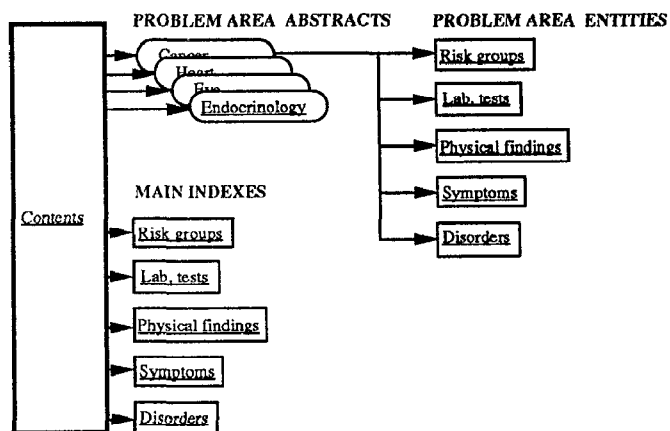 PROBLEM AREA ABSTRACTS
PROBLEM AREA ENTITIES
Cancer
Heart
Eye
Endocrinology
Risk groups
Lab, tests
Physical findings
Symptoms
Disorders
Contents
MAIN INDEXES
Risk groups
Lab, tests
Physical findings
Symptoms
Disorders